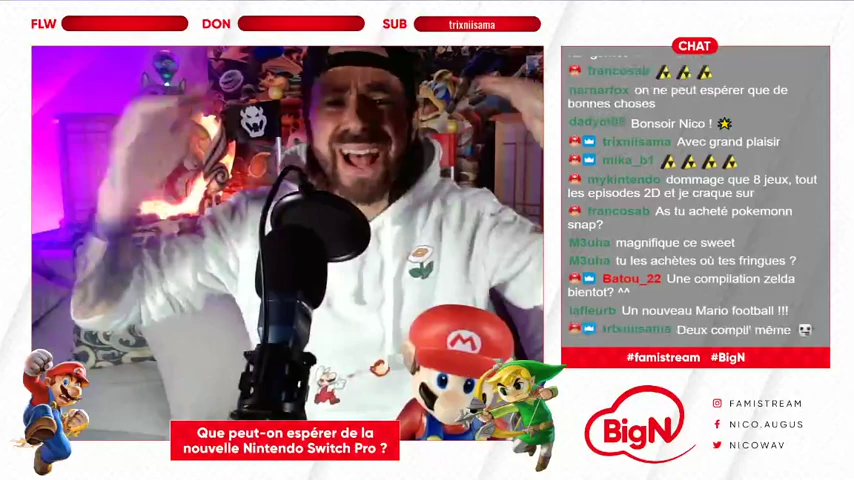 FLW
DON
SUB
trixniisama
CHAT
francosab
namarfox on ne peut espérer que de
bonnes choses
Bonsoir Nico !
trixniisama Avec grand plaisir
mika_b1
mykintendo dommage que 8 jeux, tout
les episodes 2D et je craque sur
francosab As tu acheté pokemonn
snap?
M3uha magnifique ce sweet
M3uha tu les achètes où tes fringues ?
Batou_22 Une compilation zelda
bientot? ^^
lafleurb Un nouveau Mario football !!!
Deux compil' même
#famistream #BigN
Que peut-on espérer de la
nouvelle Nintendo Switch Pro ?
BigN
FAMISTREAM
NICO.AUGUS
NICOWAV
M